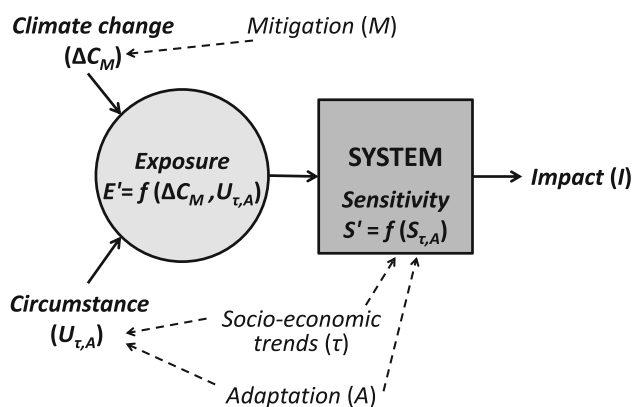 Climate change
(ΔC_M)
Mitigation (M)
Exposure
E'= f (ΔC_M ,U_τ,A)
SYSTEM
Sensitivity
S' = f (S_τ,A)
Impact (I)
Circumstance
(U_τ,A)
Socio-economic
trends (τ)
Adaptation (A)